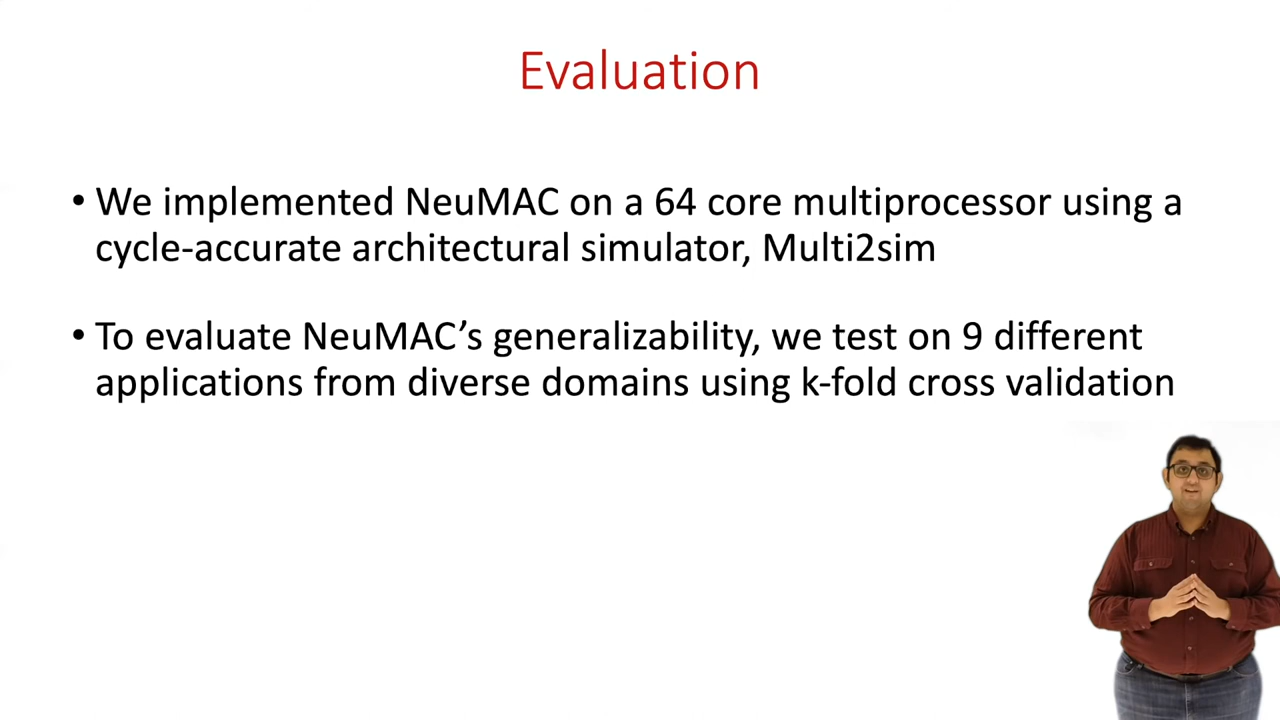 Evaluation
• We implemented NeuMAC on a 64 core multiprocessor using a
cycle-accurate architectural simulator, Multi2sim
• To evaluate NeuMAC’s generalizability, we test on 9 different
applications from diverse domains using k-fold cross validation